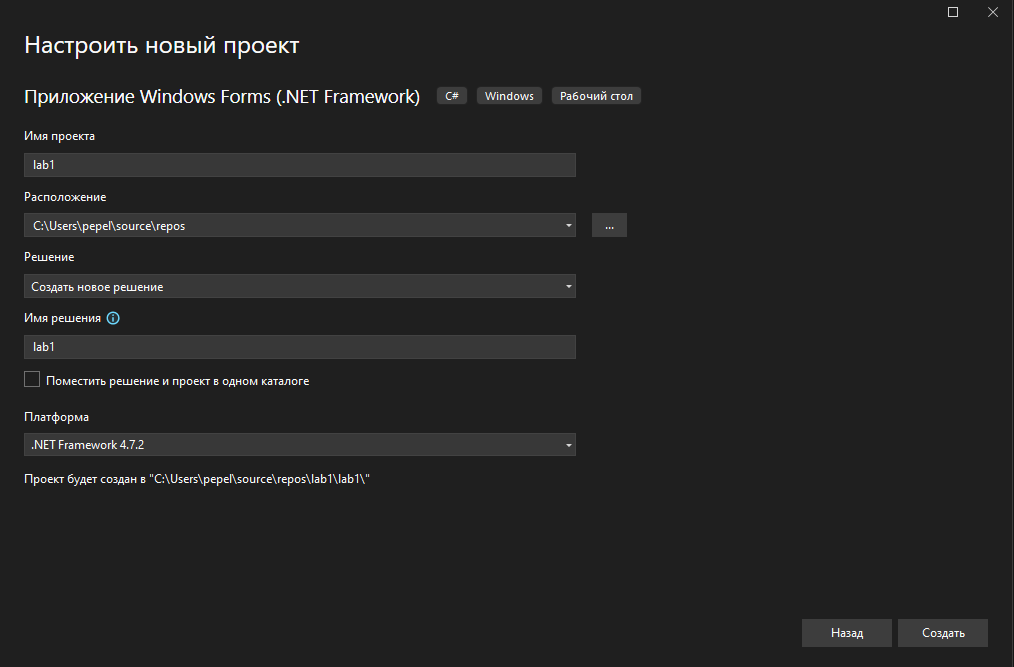 Настроить новый проект
Приложение Windows Forms (.NET Framework) C# Windows Рабочий стол
Имя проекта
lab1
Расположение
C:\Users\pepel\source\repos
...
Решение
Создать новое решение
Имя решения
lab1
Поместить решение и проект в одном каталоге
Платформа
.NET Framework 4.7.2
Проект будет создан в "C:\Users\pepel\source\repos\lab1\lab1\"
Назад Создать